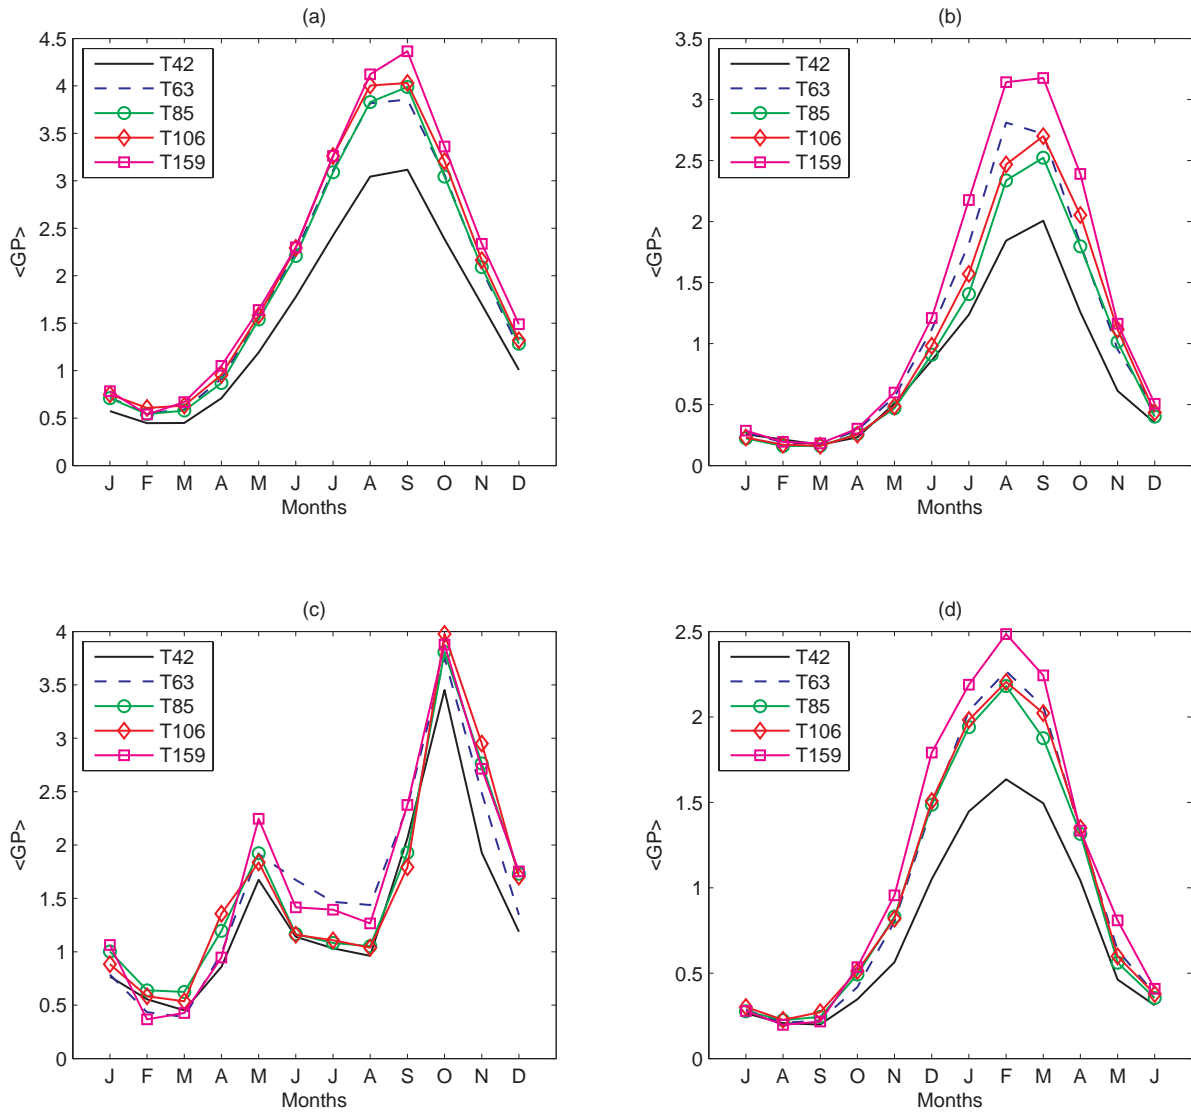 (a)
4.5
4
3.5
3
2.5
2
1.5
1
0.5
0
<GP>
T42
T63
T85
T106
T159
J F M A M J J A S O N D
Months
(b)
3.5
3
2.5
2
1.5
1
0.5
0
<GP>
T42
T63
T85
T106
T159
J F M A M J J A S O N D
Months
(c)
4
3.5
3
2.5
2
1.5
1
0.5
0
<GP>
T42
T63
T85
T106
T159
J F M A M J J A S O N D
Months
(d)
2.5
2
1.5
1
0.5
0
<GP>
T42
T63
T85
T106
T159
J A S O N D J F M A M J
Months